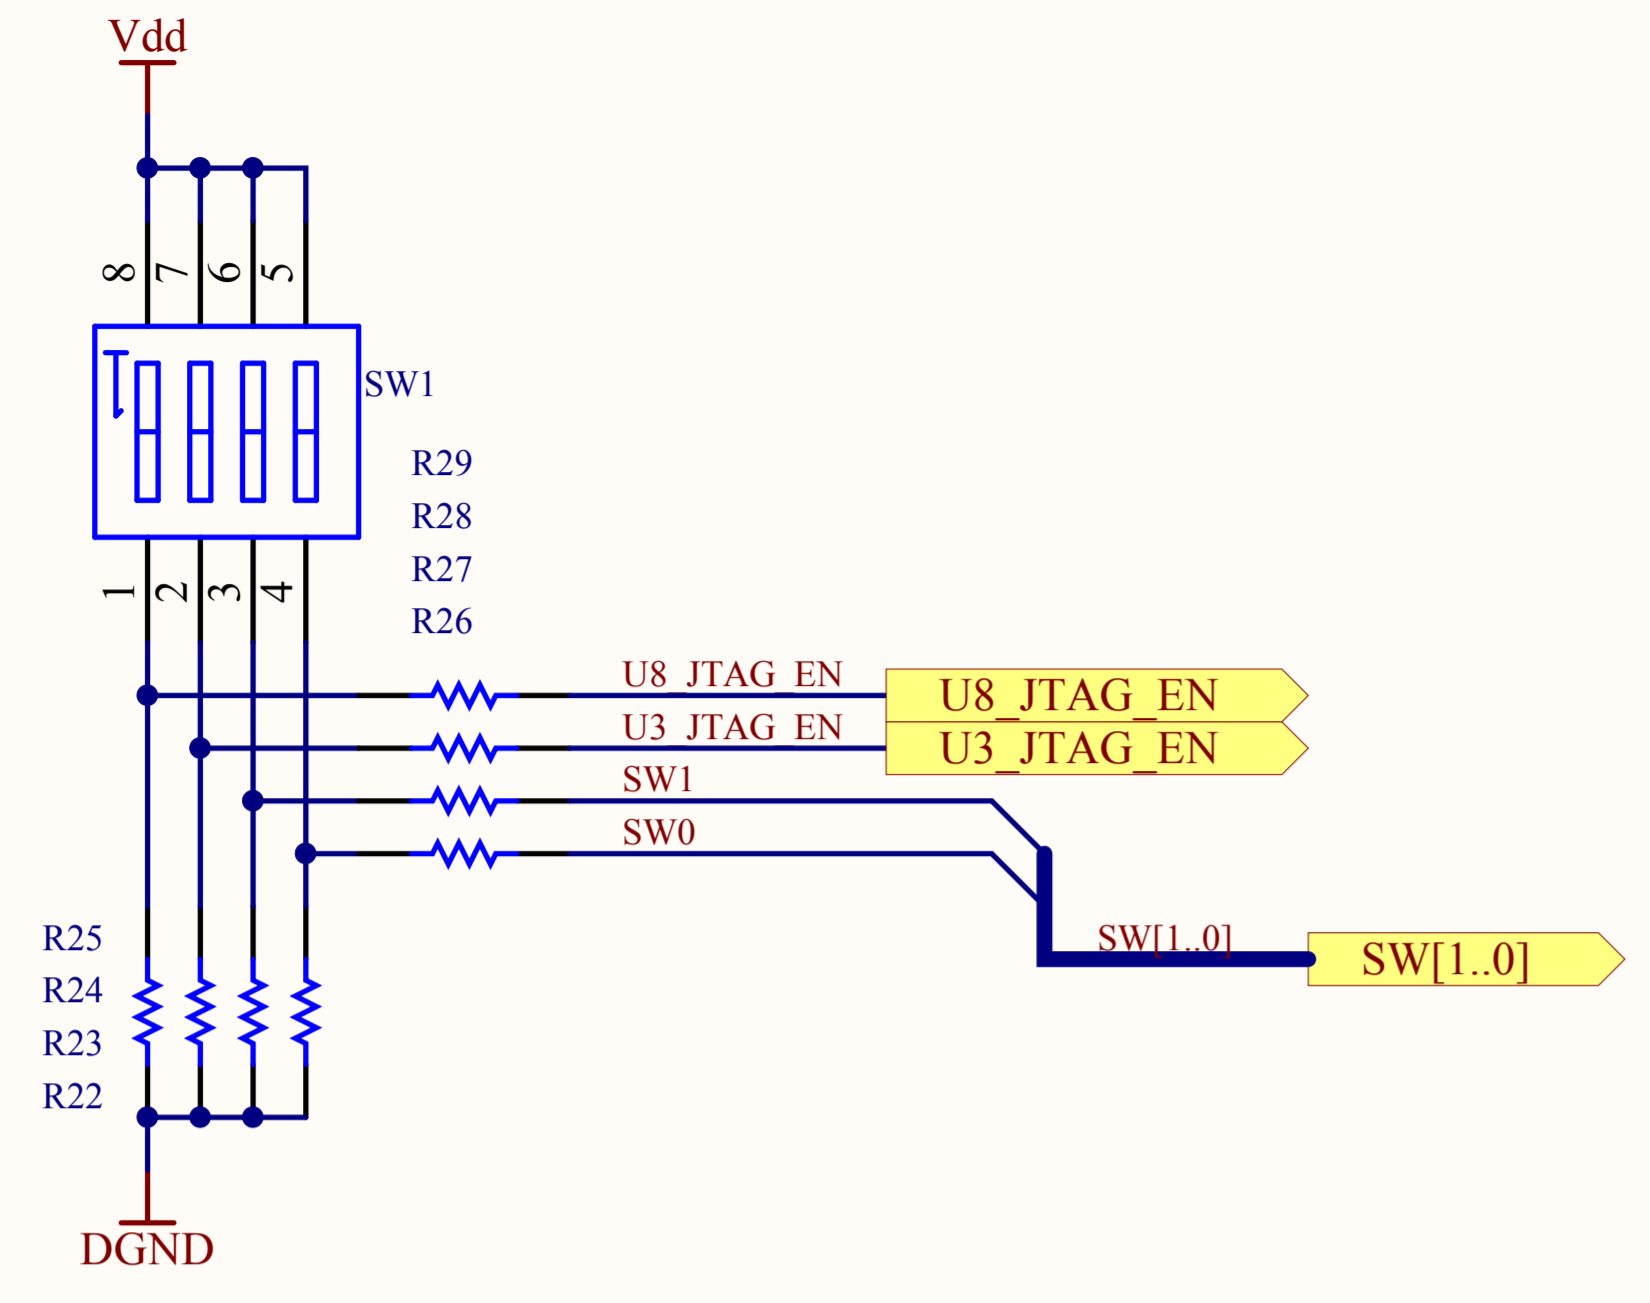 Vdd
8 7 6 5
1
SW1
R29
R28
R27
R26
1 2 3 4
U8_JTAG_EN
U8_JTAG_EN
U3_JTAG_EN
U3_JTAG_EN
SW1
SW0
R25
R24
R23
R22
SW[1..0]
SW[1..0]
DGND